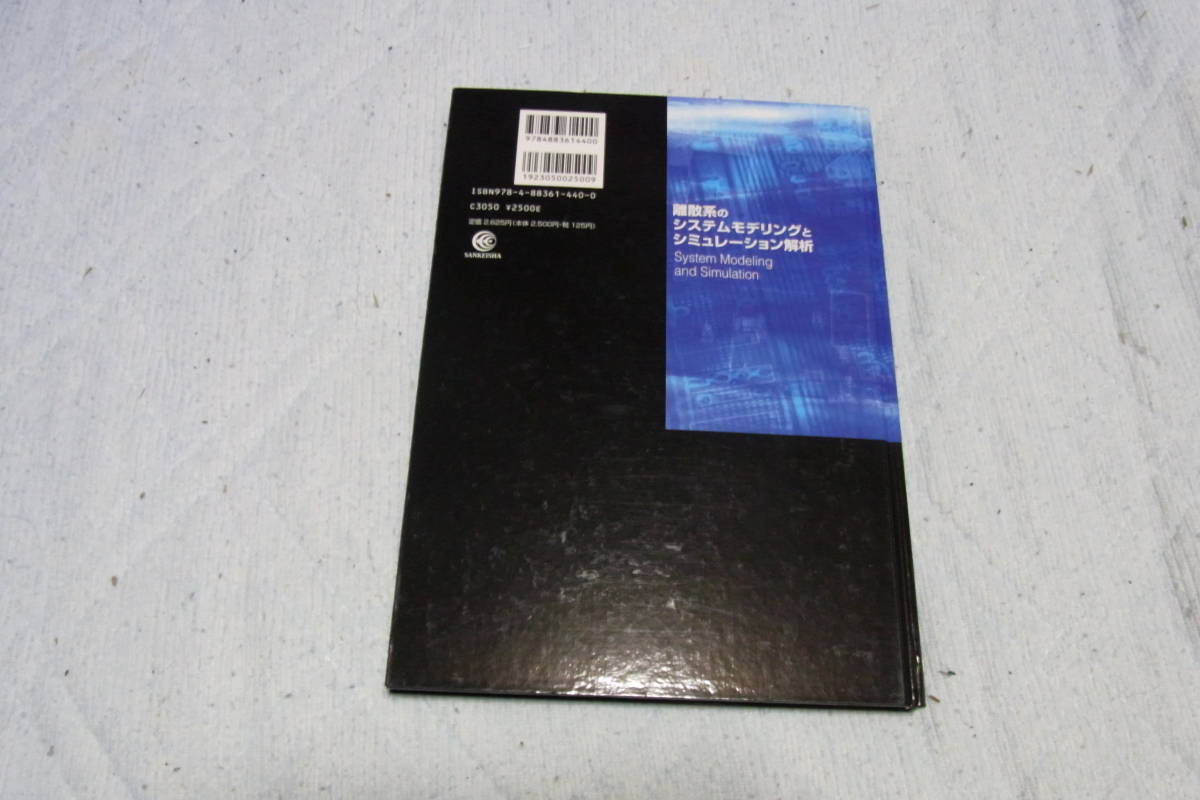 9784883614400
1923050025009
ISBN978-4-88361-440-0
C3050 ¥2500E
定価 2,625円(本体 2,500円・税 125円)
SANKEISHA
離散系の
システムモデリングと
シミュレーション解析
System Modeling
and Simulation